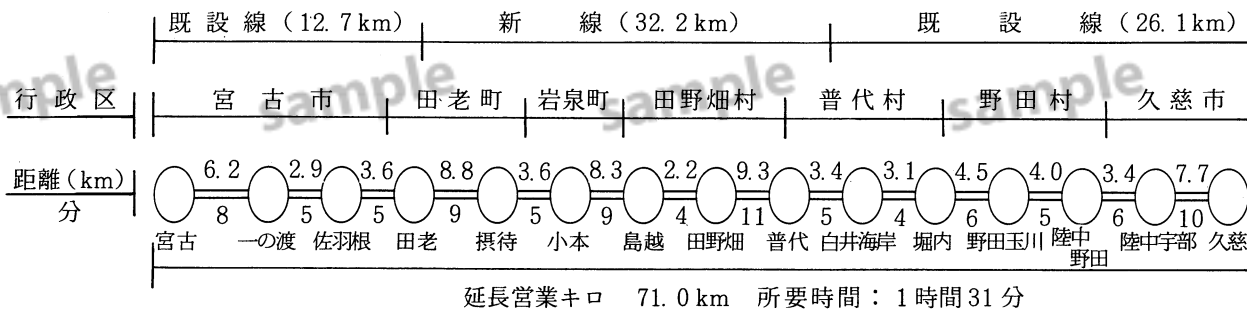 既設線(12.7km) 新線(32.2km) 既設線(26.1km)
行政区 宮古市 田老町 岩泉町 田野畑村 普代村 野田村 久慈市
距離(km) 6.2 2.9 3.6 8.8 3.6 8.3 2.2 9.3 3.4 3.1 4.5 4.0 3.4 7.7
分 8 5 5 9 5 9 4 11 5 4 6 5 6 10
宮古 一の渡 佐羽根 田老 摂待 小本 島越 田野畑 普代 白井海岸 堀内 野田玉川 陸中野田 陸中宇部 久慈
延長営業キロ 71.0km 所要時間:1時間31分
sample
sample
sample